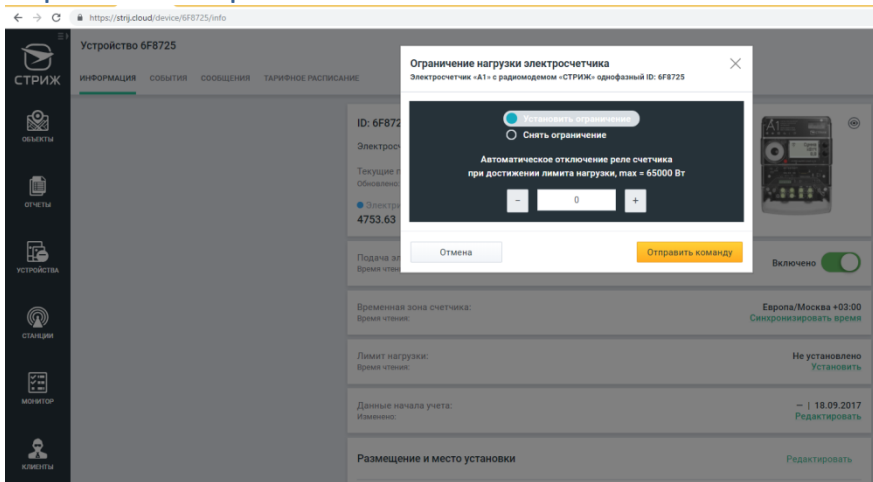 https://strij.cloud/device/6F8725/info
Устройство 6F8725
СТРИЖ
ИНФОРМАЦИЯ СОБЫТИЯ СООБЩЕНИЯ ТАРИФНОЕ РАСПИСАНИЕ
Ограничение нагрузки электросчетчика
Электросчетчик «А1» с радиомодемом «СТРИЖ» однофазный ID: 6F8725
Установить ограничение
Снять ограничение
Автоматическое отключение реле счетчика
при достижении лимита нагрузки, max = 65000 Вт
- 0 +
Отмена Отправить команду
ID: 6F872
Электрос
Текущие п
Обновлено:
Электри
4753.63
Подача эл
Время чтен
Включено
Временная зона счетчика:
Время чтения:
Европа/Москва +03:00
Синхронизировать время
Лимит нагрузки:
Время чтения:
Не установлено
Установить
Данные начала учета:
Изменено:
— | 18.09.2017
Редактировать
Размещение и место установки
Редактировать
ОБЪЕКТЫ
ОТЧЕТЫ
УСТРОЙСТВА
СТАНЦИИ
МОНИТОР
КЛИЕНТЫ